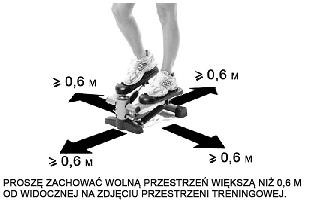 ⩾ 0,6 м
⩾ 0,6 м
⩾ 0,6 м
⩾ 0,6 м
PROSZĘ ZACHOWAĆ WOLNĄ PRZESTRZEŃ WIĘKSZĄ NIŻ 0,6 M
OD WIDOCZNEJ NA ZDJĘCIU PRZESTRZENI TRENINGOWEJ.